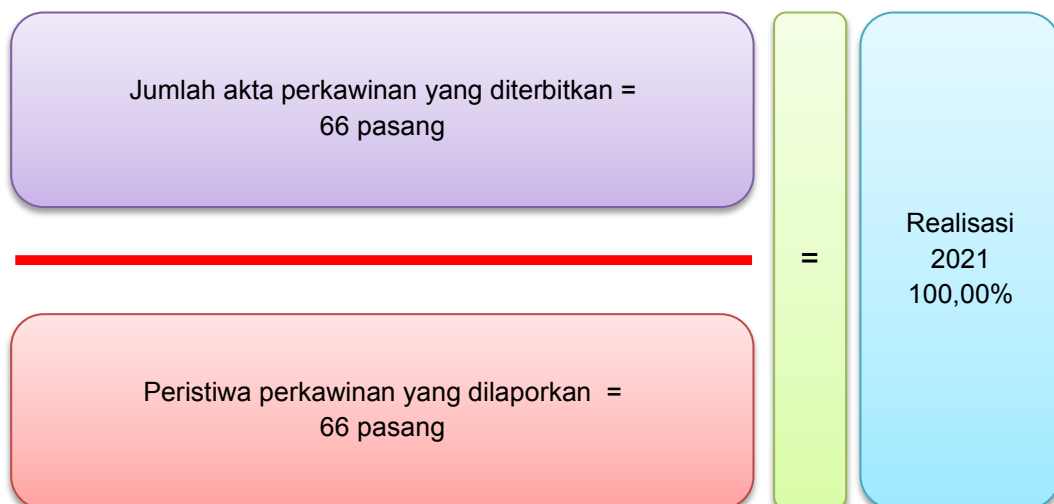 Jumlah akta perkawinan yang diterbitkan =
66 pasang
Peristiwa perkawinan yang dilaporkan =
66 pasang
=
Realisasi
2021
100,00%